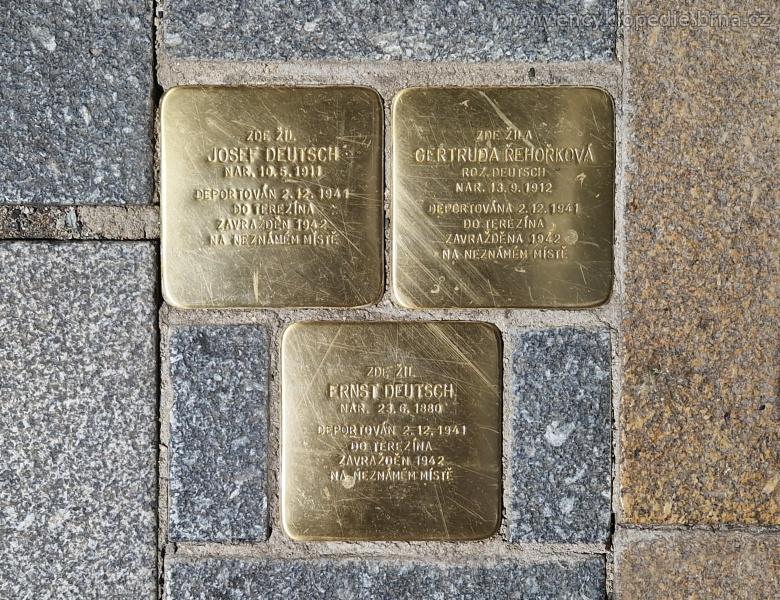 www.encyklopedie.brna.cz
ZDE ŽIL
JOSEF DEUTSCH
NAR. 10.5.1911
DEPORTOVÁN 2.12.1941
DO TEREZÍNA
ZAVRAŽDĚN 1942
NA NEZNÁMÉM MÍSTĚ
ZDE ŽILA
GERTRUDA ŘEHOŘKOVÁ
ROZ. DEUTSCH
NAR. 13.9.1912
DEPORTOVÁNA 2.12.1941
DO TEREZÍNA
ZAVRAŽDĚNA 1942
NA NEZNÁMÉM MÍSTĚ
ZDE ŽIL
ERNST DEUTSCH
NAR. 23.6.1880
DEPORTOVÁN 2.12.1941
DO TEREZÍNA
ZAVRAŽDĚN 1942
NA NEZNÁMÉM MÍSTĚ